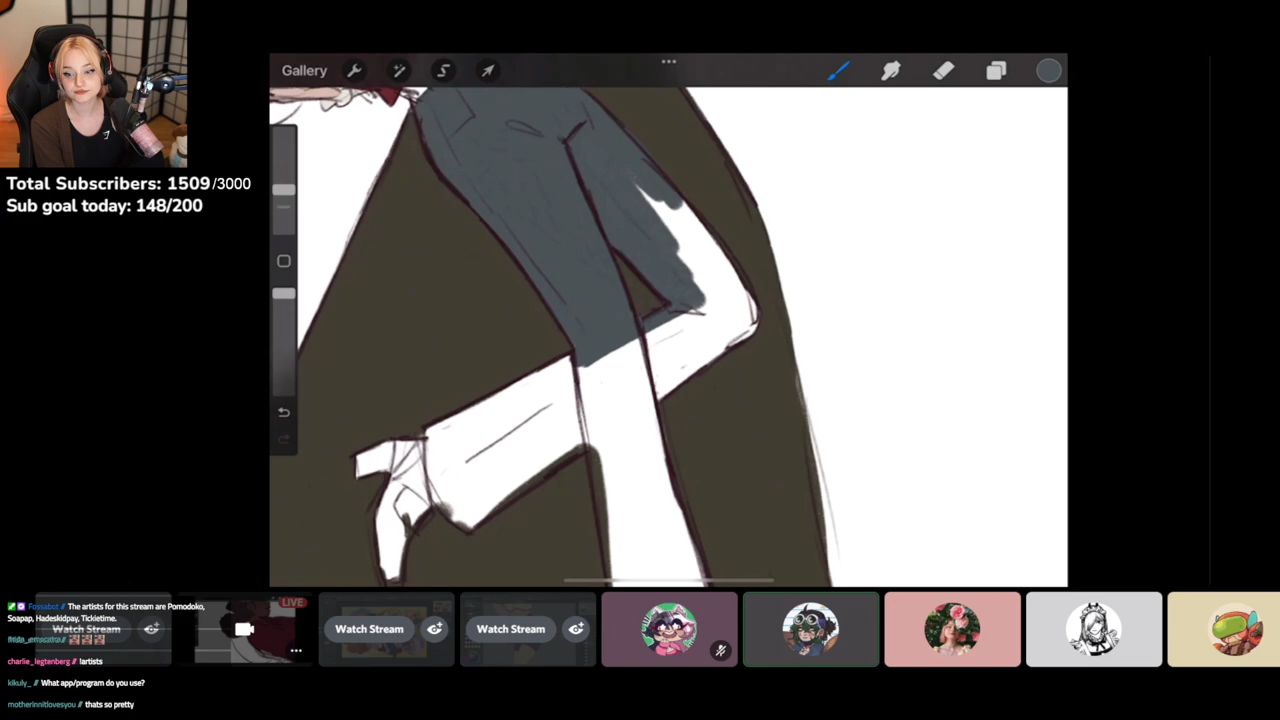 Gallery
Total Subscribers: 1509/3000
Sub goal today: 148/200
LIVE
Watch Stream
Watch Stream
Watch Stream
Fossabot // The artists for this stream are Pomodoko,
Soapap, Hadeskidpay, Tickletime.
charlie_legtenberg // !artists
kikuly_ // What app/program do you use?
motherinnitlovesyou // thats so pretty